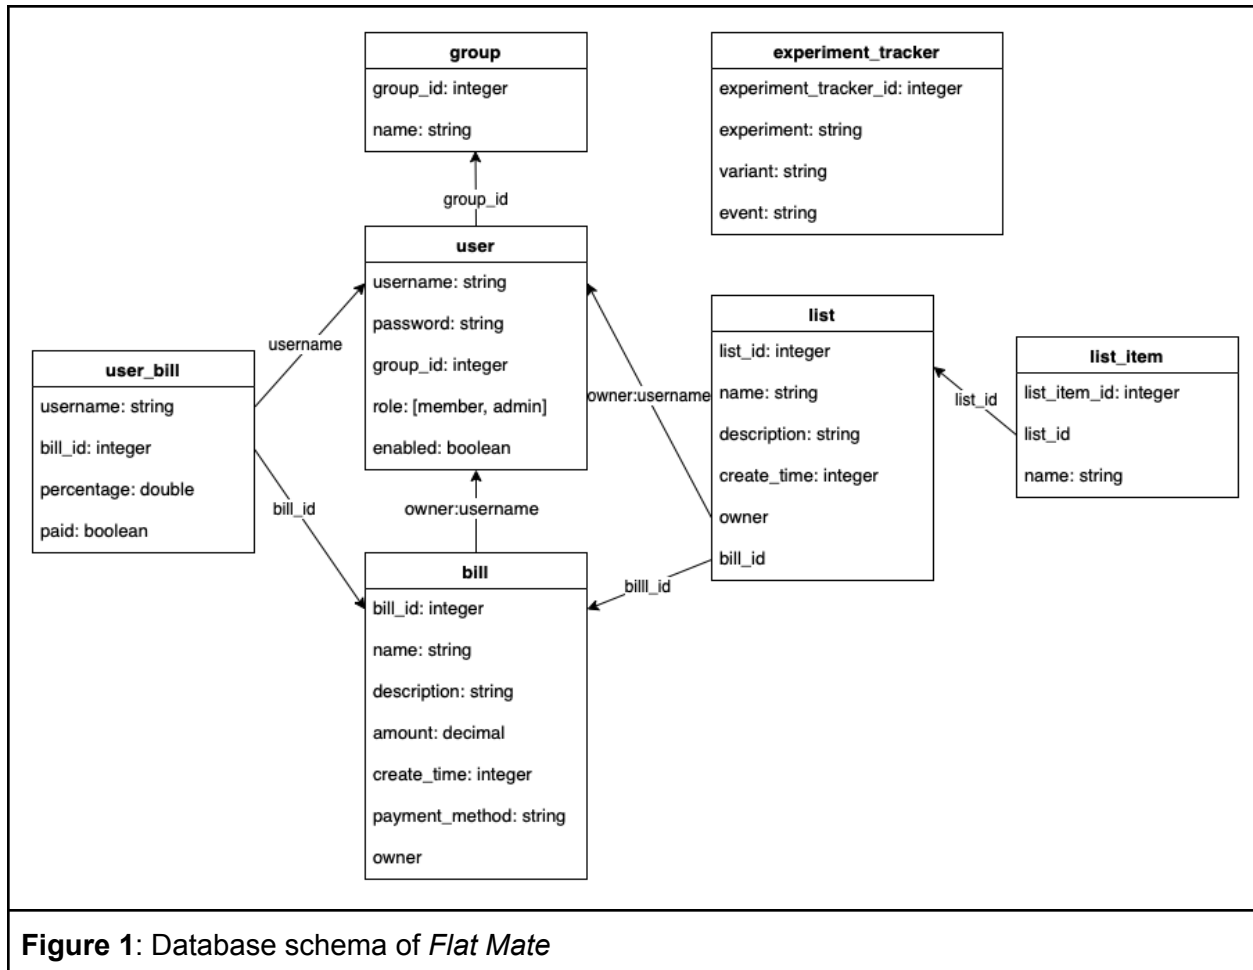 group
group_id: integer
name: string
experiment_tracker
experiment_tracker_id: integer
experiment: string
variant: string
event: string
group_id
user
username: string
password: string
group_id: integer
role: [member, admin]
enabled: boolean
username
user_bill
username: string
bill_id: integer
percentage: double
paid: boolean
owner:username
list
list_id: integer
name: string
description: string
create_time: integer
owner
bill_id
list_id
list_item
list_item_id: integer
list_id
name: string
bill_id
owner:username
billl_id
bill
bill_id: integer
name: string
description: string
amount: decimal
create_time: integer
payment_method: string
owner
Figure 1: Database schema of Flat Mate